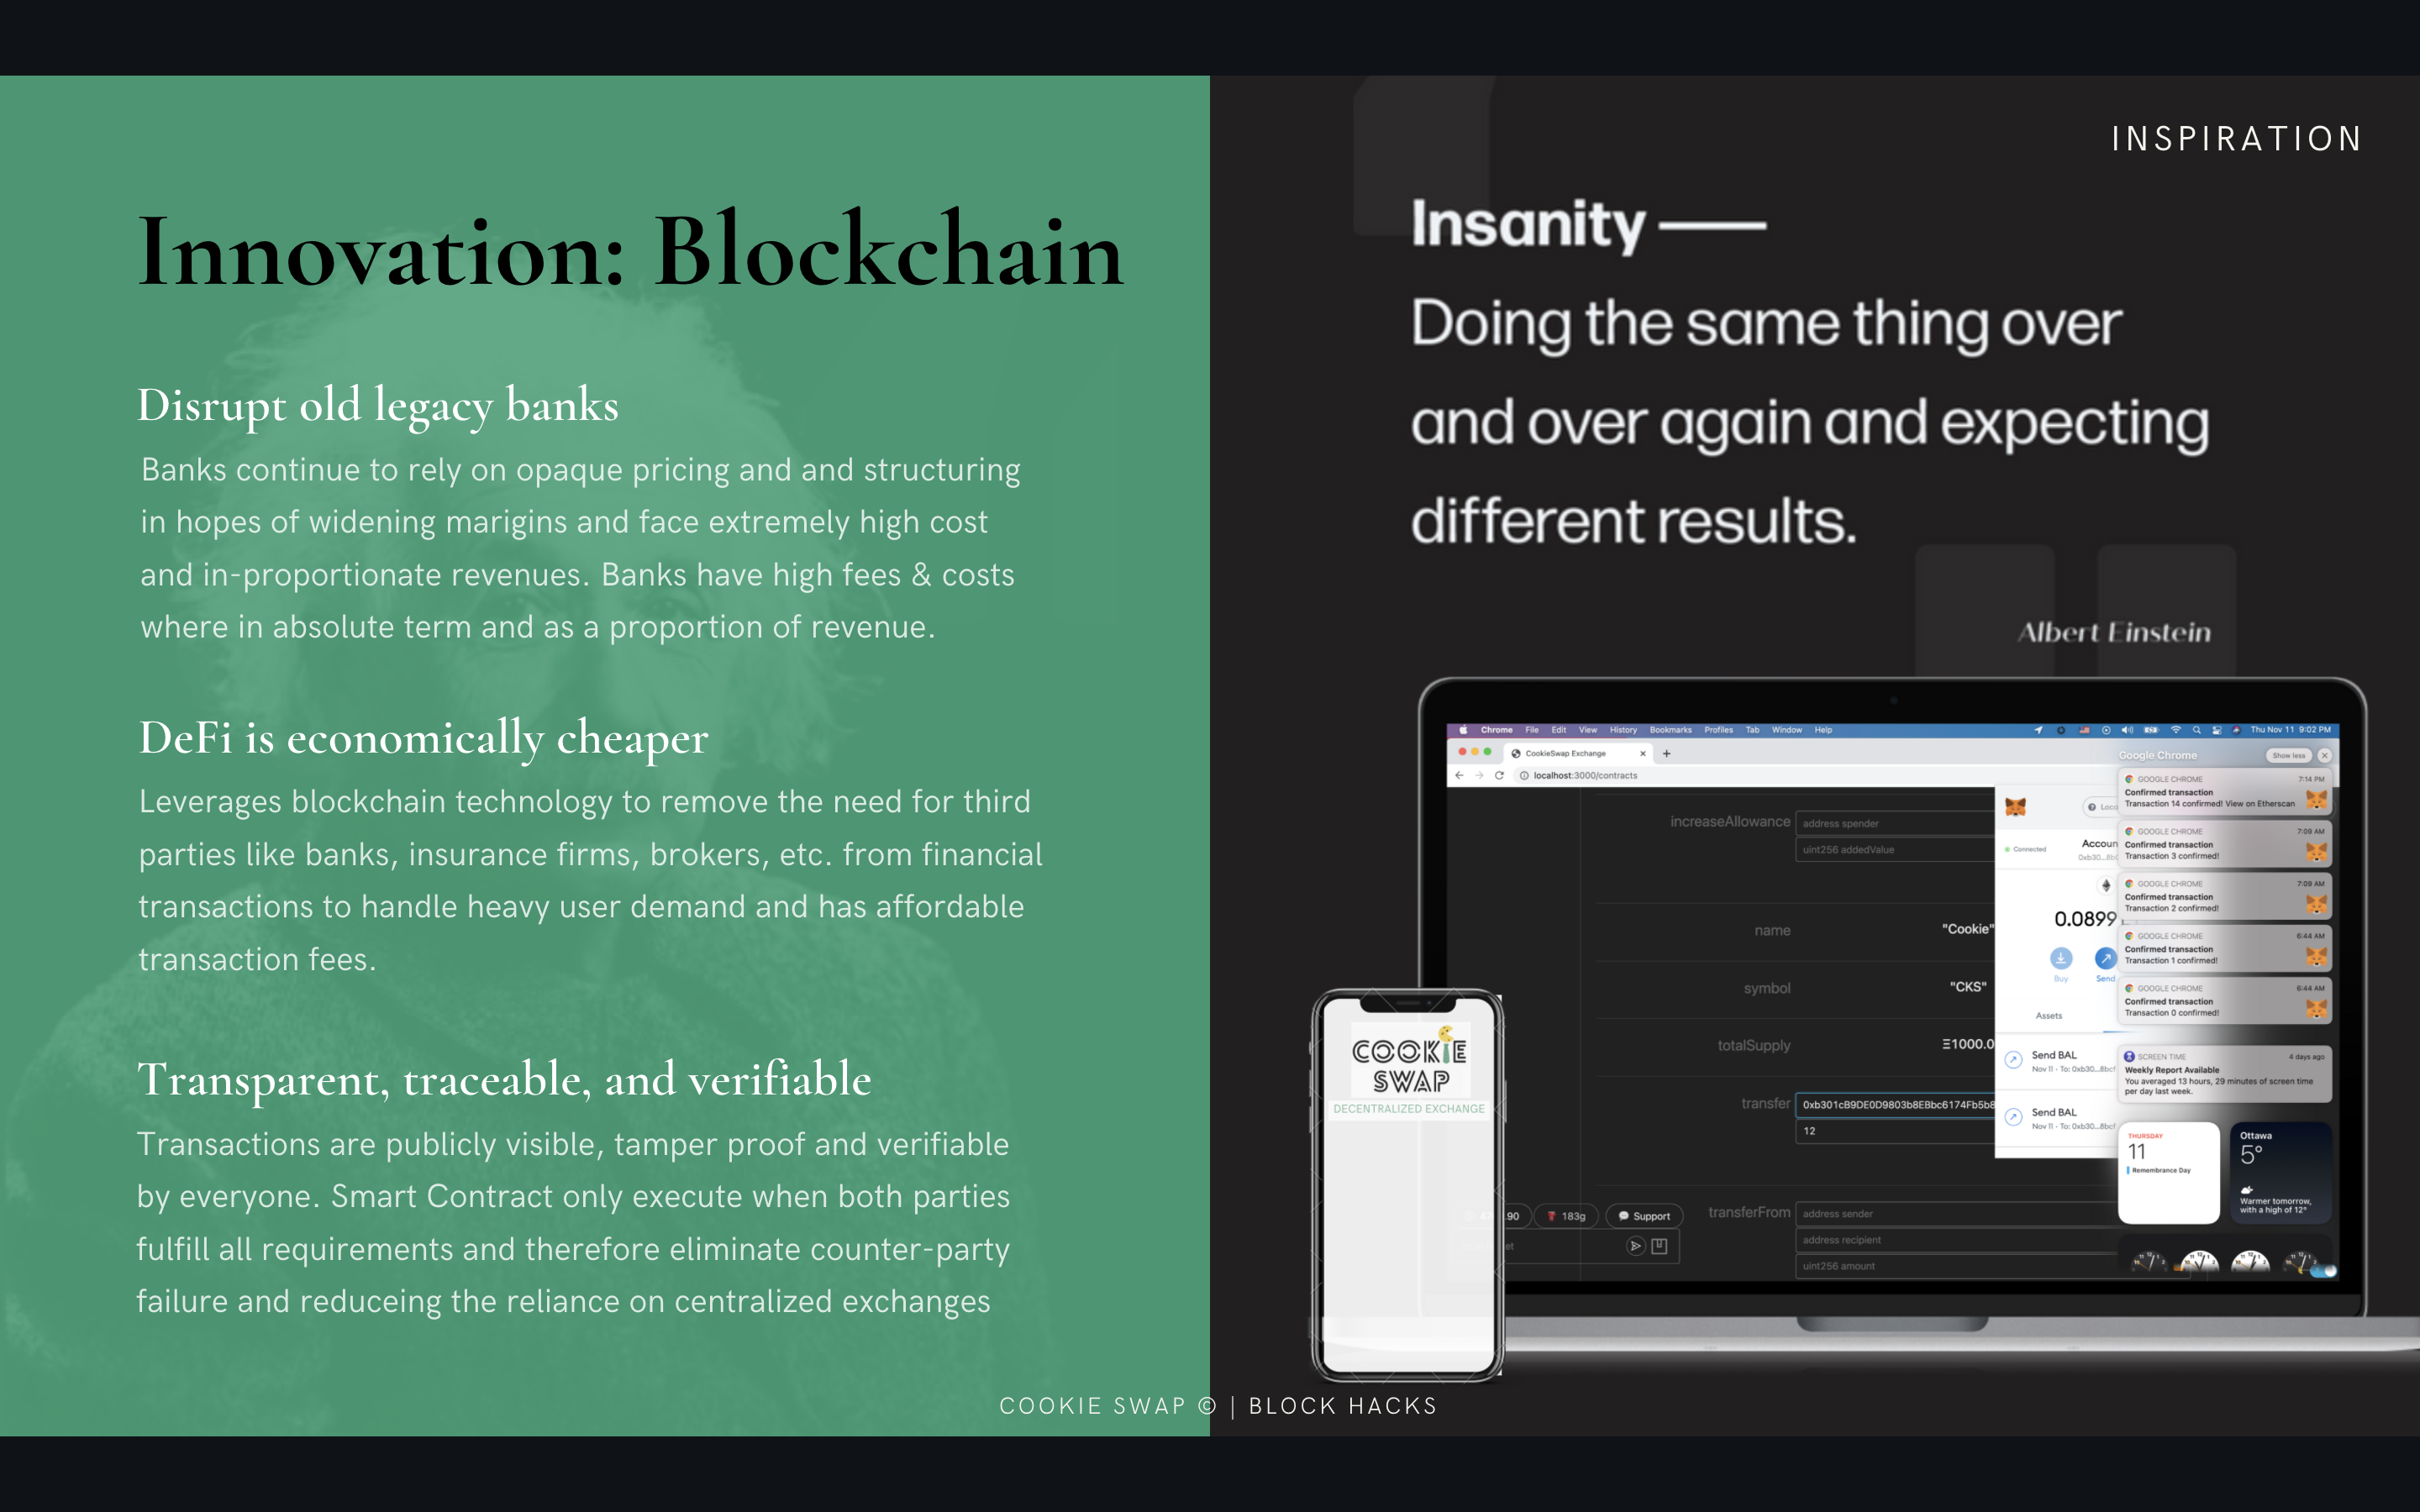 INSPIRATION
Innovation: Blockchain
Disrupt old legacy banks
Banks continue to rely on opaque pricing and and structuring
in hopes of widening marigins and face extremely high cost
and in-proportionate revenues. Banks have high fees & costs
where in absolute term and as a proportion of revenue.
DeFi is economically cheaper
Leverages blockchain technology to remove the need for third
parties like banks, insurance firms, brokers, etc. from financial
transactions to handle heavy user demand and has affordable
transaction fees.
Transparent, traceable, and verifiable
Transactions are publicly visible, tamper proof and verifiable
by everyone. Smart Contract only execute when both parties
fulfill all requirements and therefore eliminate counter-party
failure and reduceing the reliance on centralized exchanges
Insanity —
Doing the same thing over
and over again and expecting
different results.
Albert Einstein
Chrome File Edit View History Bookmarks Profiles Tab Window Help
Thu Nov 11 9:02 PM
CookieSwap Exchange
localhost:3000/contracts
increaseAllowance
address spender
uint256 addedValue
name
"Cookie"
symbol
"CKS"
totalSupply
Ξ1000.0
transfer
0xb301cB9DE0D9803b8EBbc6174Fb5b8
12
transferFrom
address sender
address recipient
uint256 amount
.90
183g
Support
Connected
0.0899
Buy
Send
Assets
Send BAL
Nov 11 · To: 0xb30...8bcf
Send BAL
Nov 11 · To: 0xb30...8bcf
Google Chrome
Show less
GOOGLE CHROME 7:14 PM
Confirmed transaction
Transaction 14 confirmed! View on Etherscan
GOOGLE CHROME 7:09 AM
Confirmed transaction
Transaction 3 confirmed!
GOOGLE CHROME 7:09 AM
Confirmed transaction
Transaction 2 confirmed!
GOOGLE CHROME 6:44 AM
Confirmed transaction
Transaction 1 confirmed!
GOOGLE CHROME 6:44 AM
Confirmed transaction
Transaction 0 confirmed!
SCREEN TIME 4 days ago
Weekly Report Available
You averaged 13 hours, 29 minutes of screen time
per day last week.
THURSDAY
11
Remembrance Day
Ottawa
5°
Warmer tomorrow,
with a high of 12°
COOKIE
SWAP
DECENTRALIZED EXCHANGE
COOKIE SWAP © | BLOCK HACKS